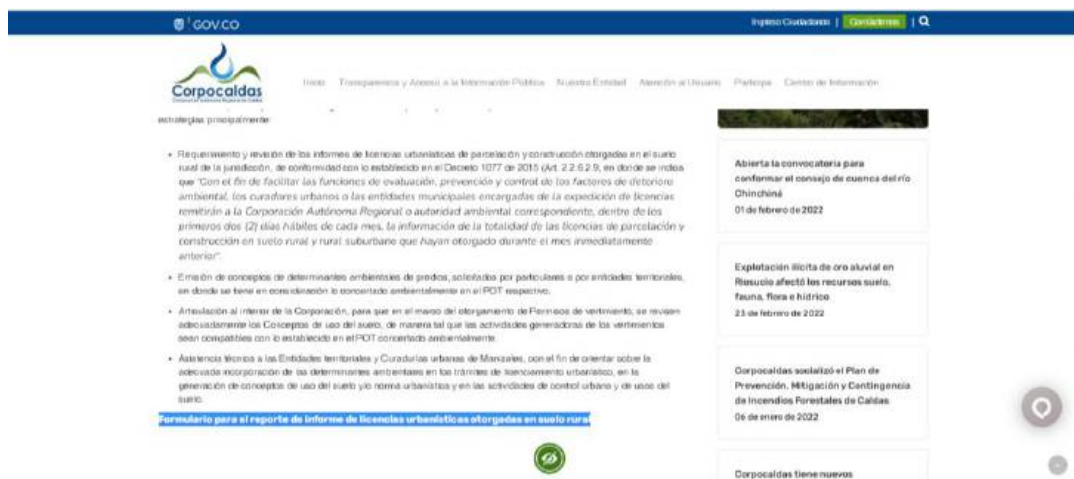 GOV.CO
Ingreso Ciudadanos | Contáctenos |
Corpocaldas
Inicio Transparencia y Acceso a la Información Pública Nuestra Entidad Atención al Usuario Participa Centro de Información
estrategias principalmente:
• Requerimiento y revisión de los informes de licencias urbanísticas de parcelación y construcción otorgadas en el suelo
rural de la jurisdicción, de conformidad con lo establecido en el Decreto 1077 de 2015 (Art. 2.2.6.2.9, en donde se indica
que "Con el fin de facilitar las funciones de evaluación, prevención y control de los factores de deterioro
ambiental, los curadores urbanos o las entidades municipales encargadas de la expedición de licencias
remitirán a la Corporación Autónoma Regional o autoridad ambiental correspondiente, dentro de los
primeros dos (2) días hábiles de cada mes, la información de la totalidad de las licencias de parcelación y
construcción en suelo rural y rural suburbano que hayan otorgado durante el mes inmediatamente
anterior".
• Emisión de conceptos de determinantes ambientales de predios, solicitados por particulares o por entidades territoriales,
en donde se tiene en consideración lo concertado ambientalmente en el POT respectivo.
• Articulación al interior de la Corporación, para que en el marco del otorgamiento de Permisos de vertimiento, se revisen
adecuadamente los Conceptos de uso del suelo, de manera tal que las actividades generadoras de los vertimientos
sean compatibles con lo establecido en el POT concertado ambientalmente.
• Asistencia técnica a las Entidades territoriales y Curadurías urbanas de Manizales, con el fin de orientar sobre la
adecuada incorporación de las determinantes ambientales en los trámites de licenciamiento urbanístico, en la
generación de conceptos de uso del suelo y/o norma urbanística y en las actividades de control urbano y de usos del
suelo.
Formulario para el reporte de informe de licencias urbanísticas otorgadas en suelo rural
Abierta la convocatoria para
conformar el consejo de cuenca del río
Chinchiná
01 de febrero de 2022
Explotación ilícita de oro aluvial en
Riosucio afectó los recursos suelo,
fauna, flora e hídrico
23 de febrero de 2022
Corpocaldas socializó el Plan de
Prevención, Mitigación y Contingencia
de Incendios Forestales de Caldas
06 de enero de 2022
Corpocaldas tiene nuevos